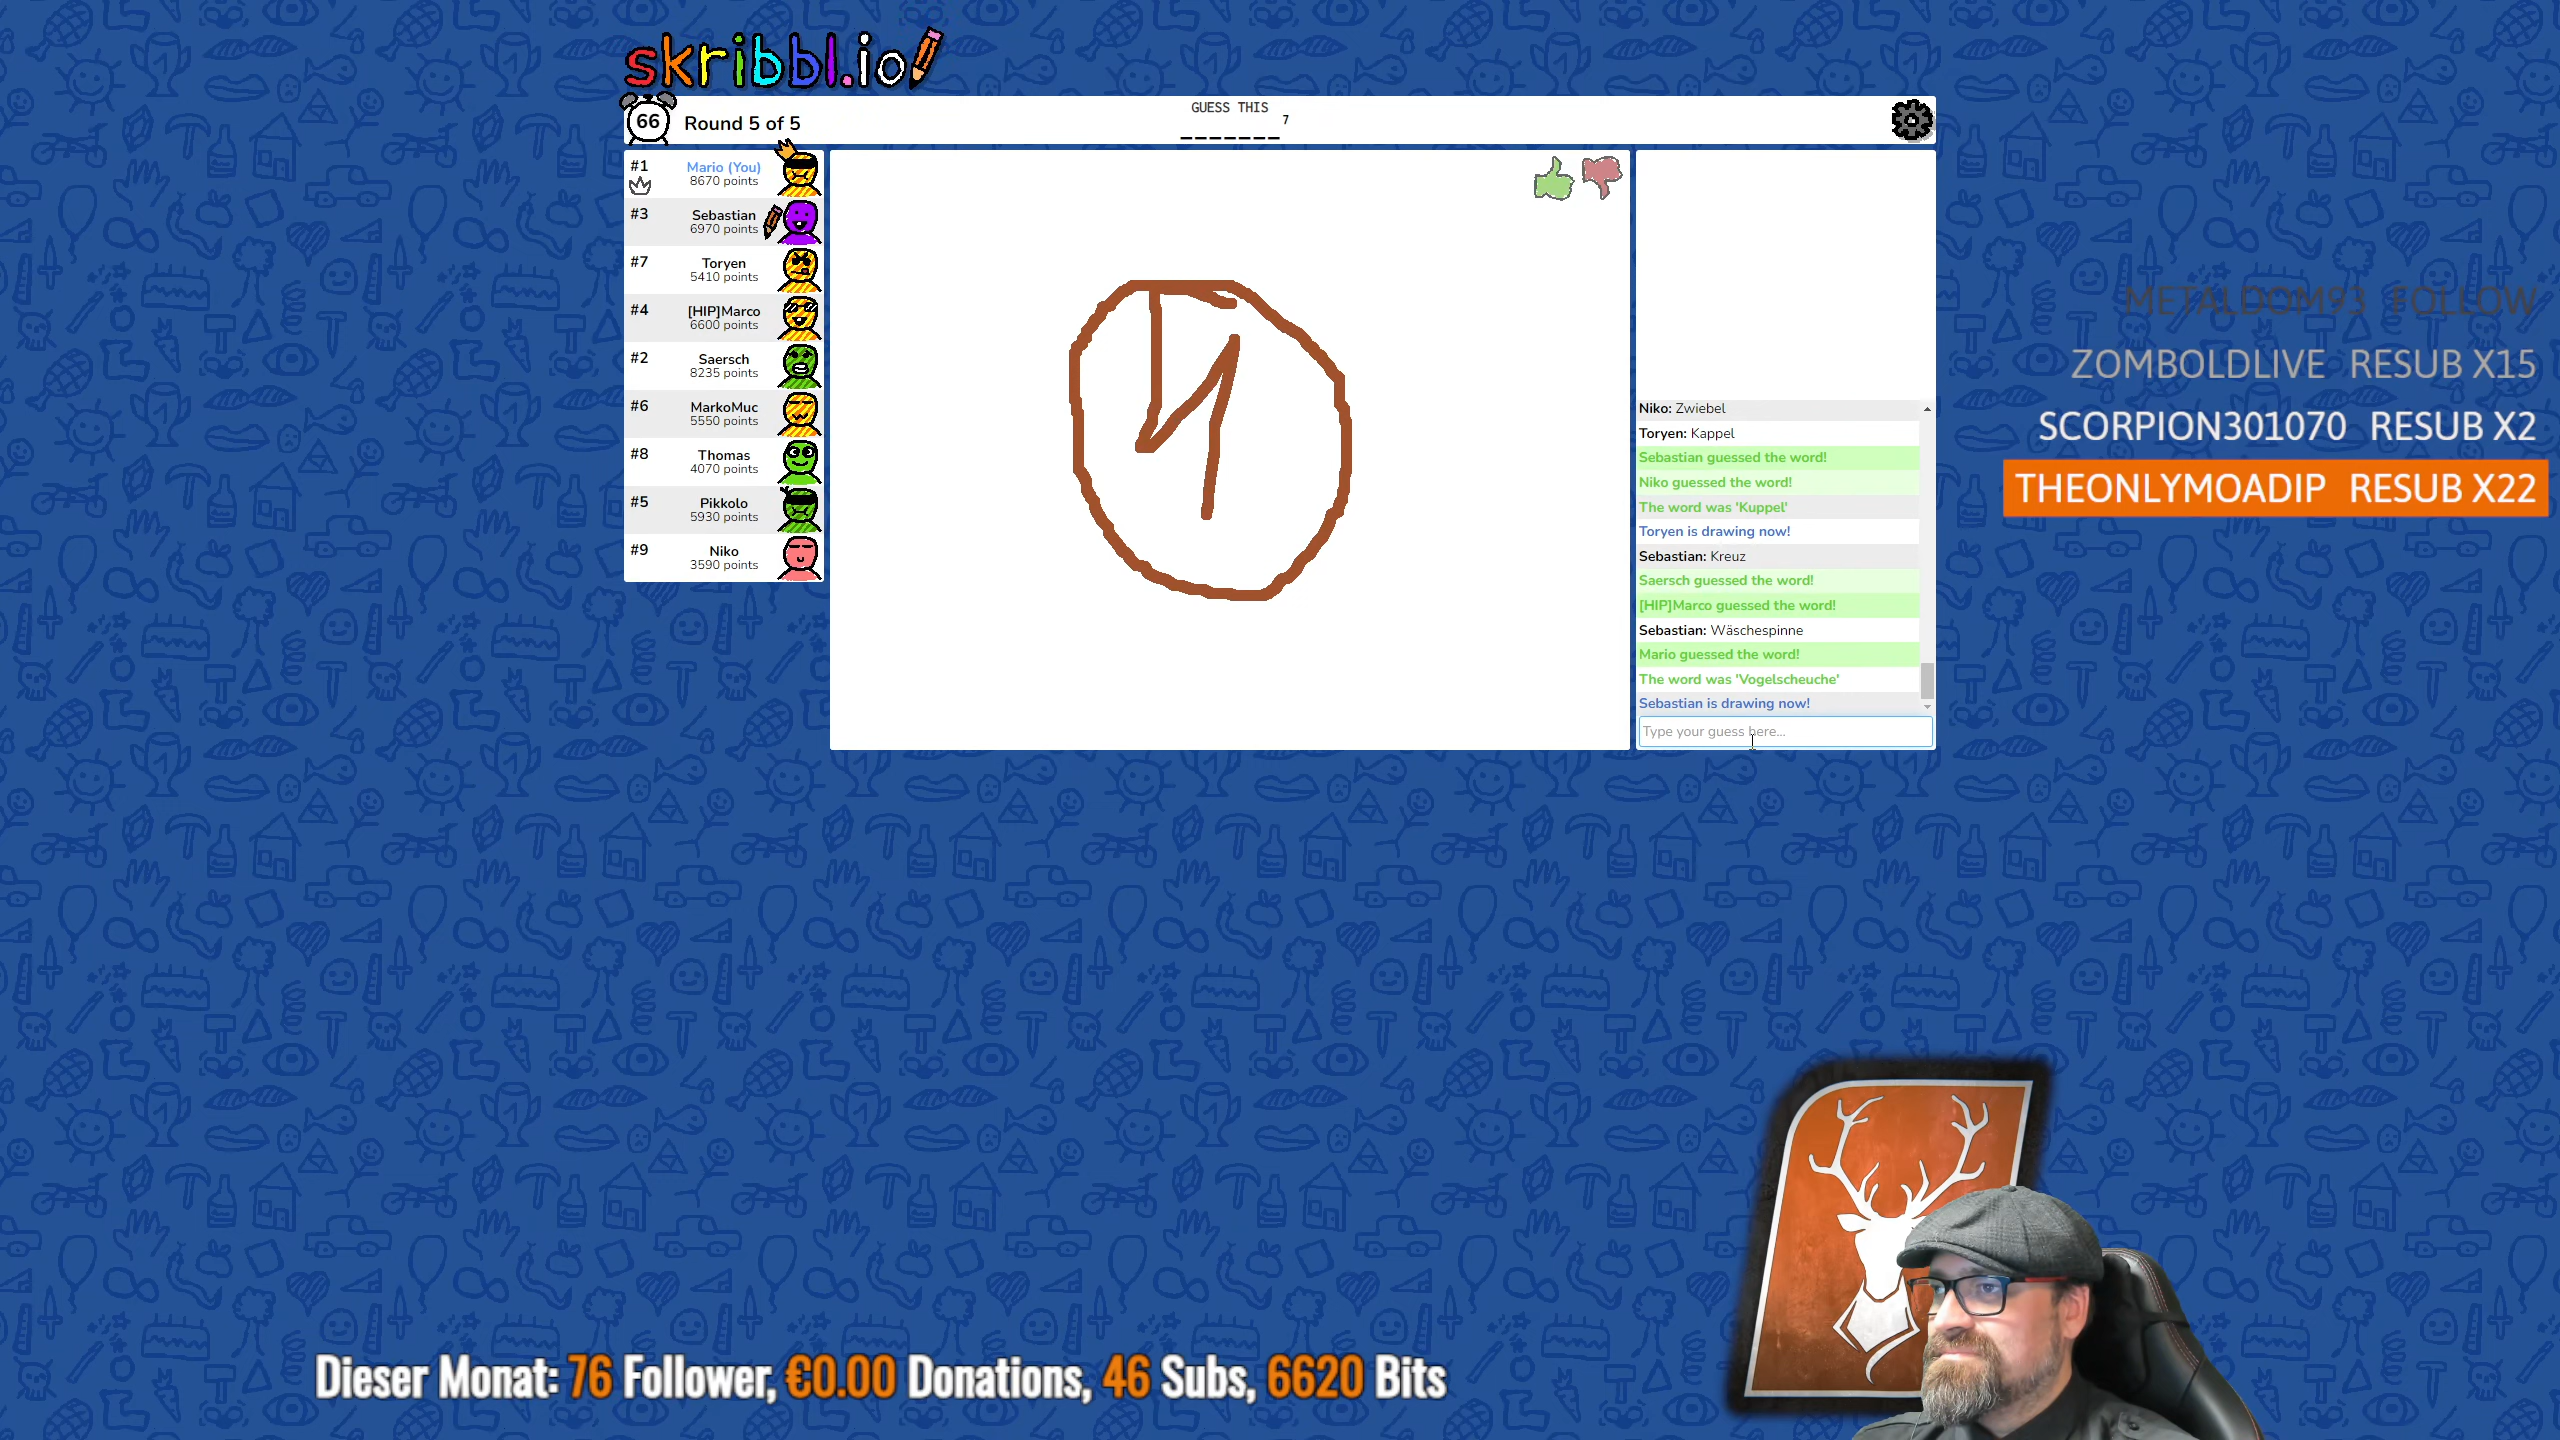 skribbl.io
66
Round 5 of 5
GUESS THIS
_______ 7
#1
Mario (You)
8670 points
#3
Sebastian
6970 points
#7
Toryen
5410 points
#4
[HIP]Marco
6600 points
#2
Saersch
8235 points
#6
MarkoMuc
5550 points
#8
Thomas
4070 points
#5
Pikkolo
5930 points
#9
Niko
3590 points
Niko: Zwiebel
Toryen: Kappel
Sebastian guessed the word!
Niko guessed the word!
The word was 'Kuppel'
Toryen is drawing now!
Sebastian: Kreuz
Saersch guessed the word!
[HIP]Marco guessed the word!
Sebastian: Wäschespinne
Mario guessed the word!
The word was 'Vogelscheuche'
Sebastian is drawing now!
Type your guess here...
METALDOM93 FOLLOW
ZOMBOLDLIVE RESUB X15
SCORPION301070 RESUB X2
THEONLYMOADIP RESUB X22
Dieser Monat: 76 Follower, €0.00 Donations, 46 Subs, 6620 Bits